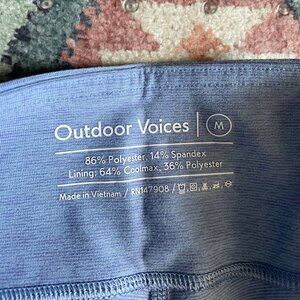 Outdoor Voices | M
86% Polyester, 14% Spandex
Lining: 64% Coolmax, 36% Polyester
Made in Vietnam / RN147908 /